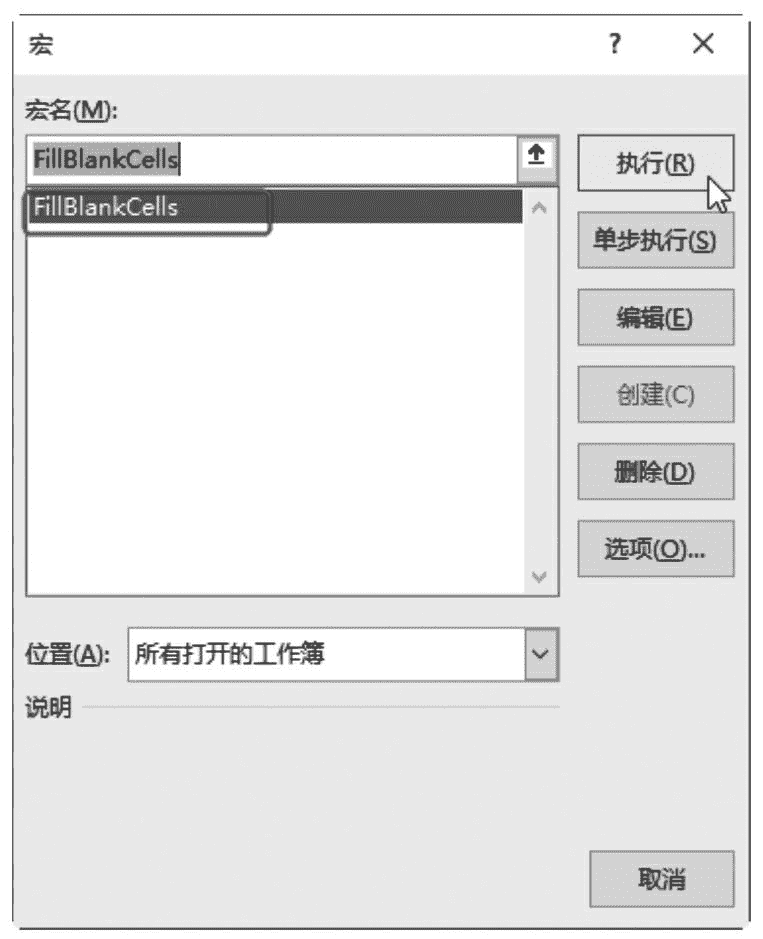 宏
?
宏名(M):
FillBlankCells
执行(R)
FillBlankCells
单步执行(S)
编辑(E)
创建(C)
删除(D)
选项(O)...
位置(A):
所有打开的工作簿
说明
取消